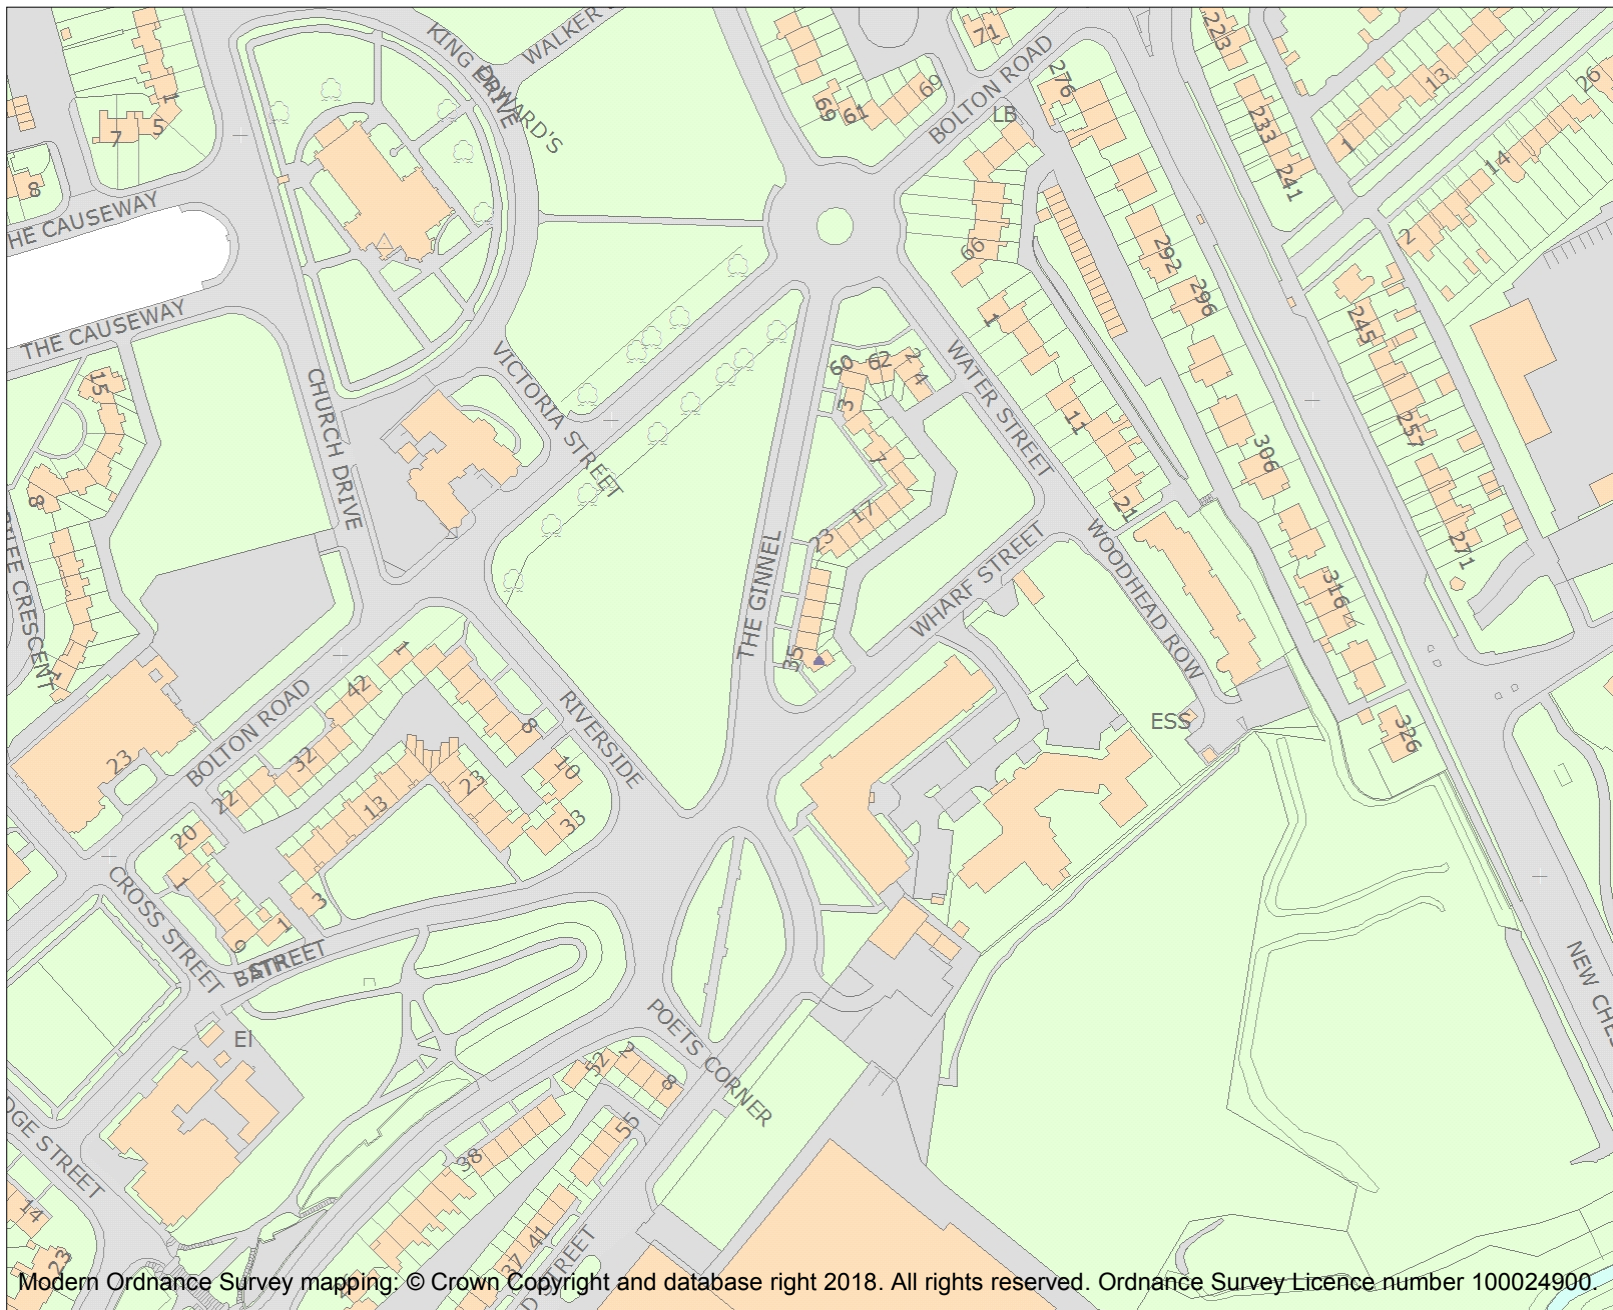 KING EDWARD'S
DRIVE
WALKER
71
BOLTON ROAD
276
223
13
26
1
7
5
69
61
69
LB
233
1
241
14
8
THE CAUSEWAY
66
292
2
296
THE CAUSEWAY
1
245
15
CHURCH DRIVE
VICTORIA STREET
60
62
2
4
WATER STREET
3
11
257
306
7
8
17
21
23
271
THE GINNEL
WHARF STREET
WOODHEAD ROW
316
CRESCENT
1
35
1
42
BOLTON ROAD
RIVERSIDE
ESS
326
8
23
32
10
22
13
23
33
20
1
CROSS STREET
3
1
9
BATH STREET
NEW CHES
EI
POETS CORNER
52
2
8
55
38
DGE STREET
14
41
37
23
D STREET
Modern Ordnance Survey mapping: © Crown Copyright and database right 2018. All rights reserved. Ordnance Survey Licence number 100024900.